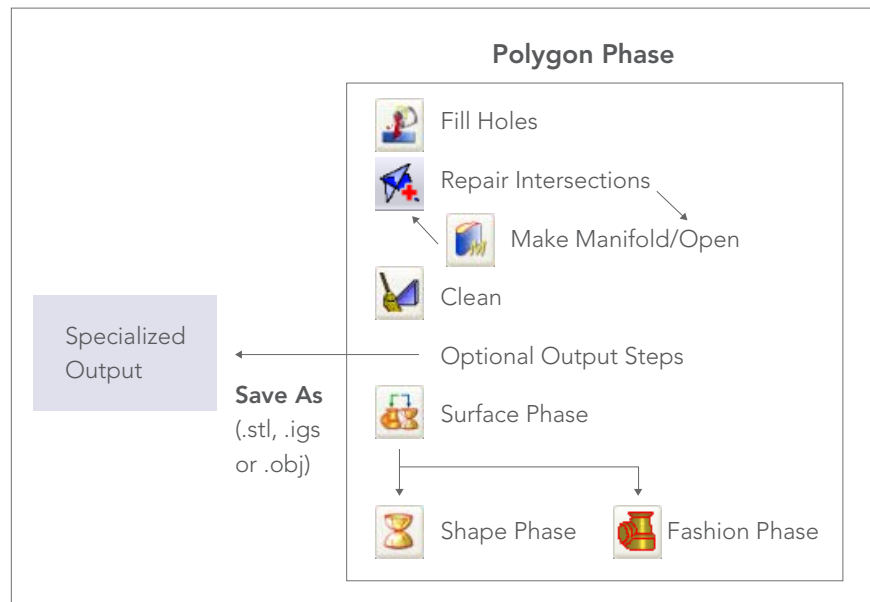 Polygon Phase
Fill Holes
Repair Intersections
Make Manifold/Open
Clean
Specialized
Output
Optional Output Steps
Save As
(.stl, .igs
or .obj)
Surface Phase
Shape Phase
Fashion Phase